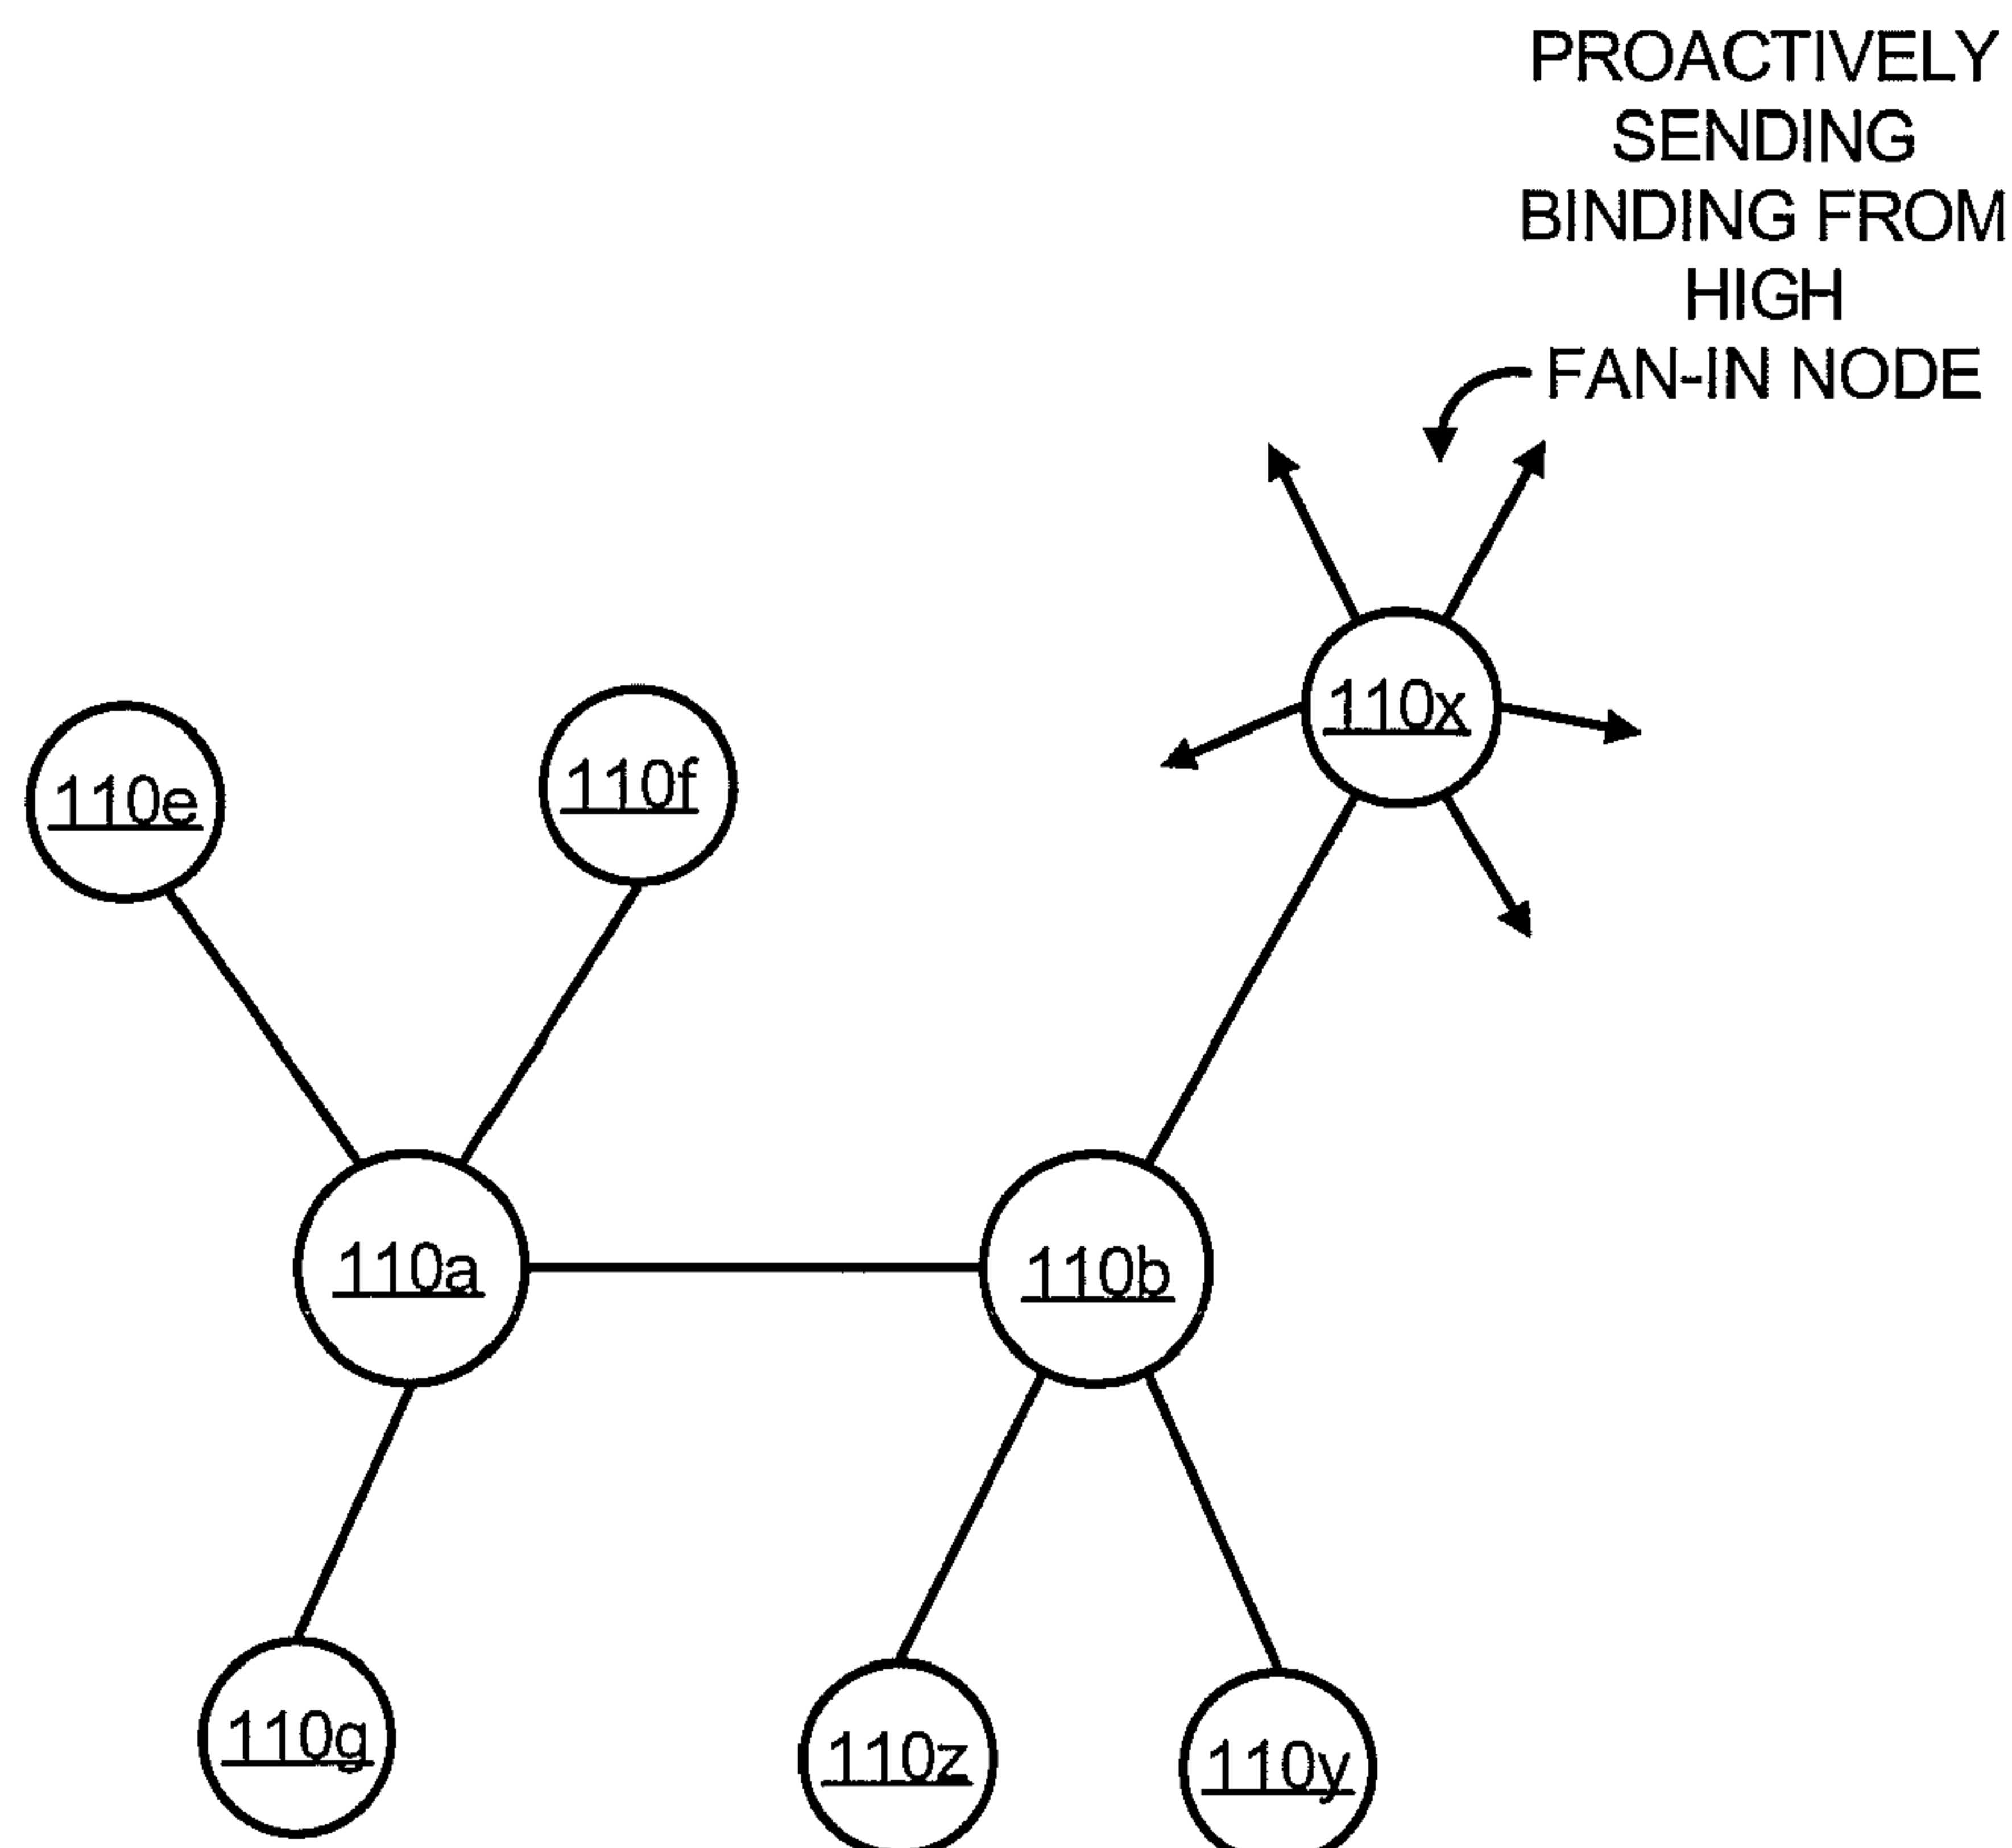 PROACTIVELY
SENDING
BINDING FROM
HIGH
FAN-IN NODE
110x
110e
110f
110a
110b
110g
110z
110y